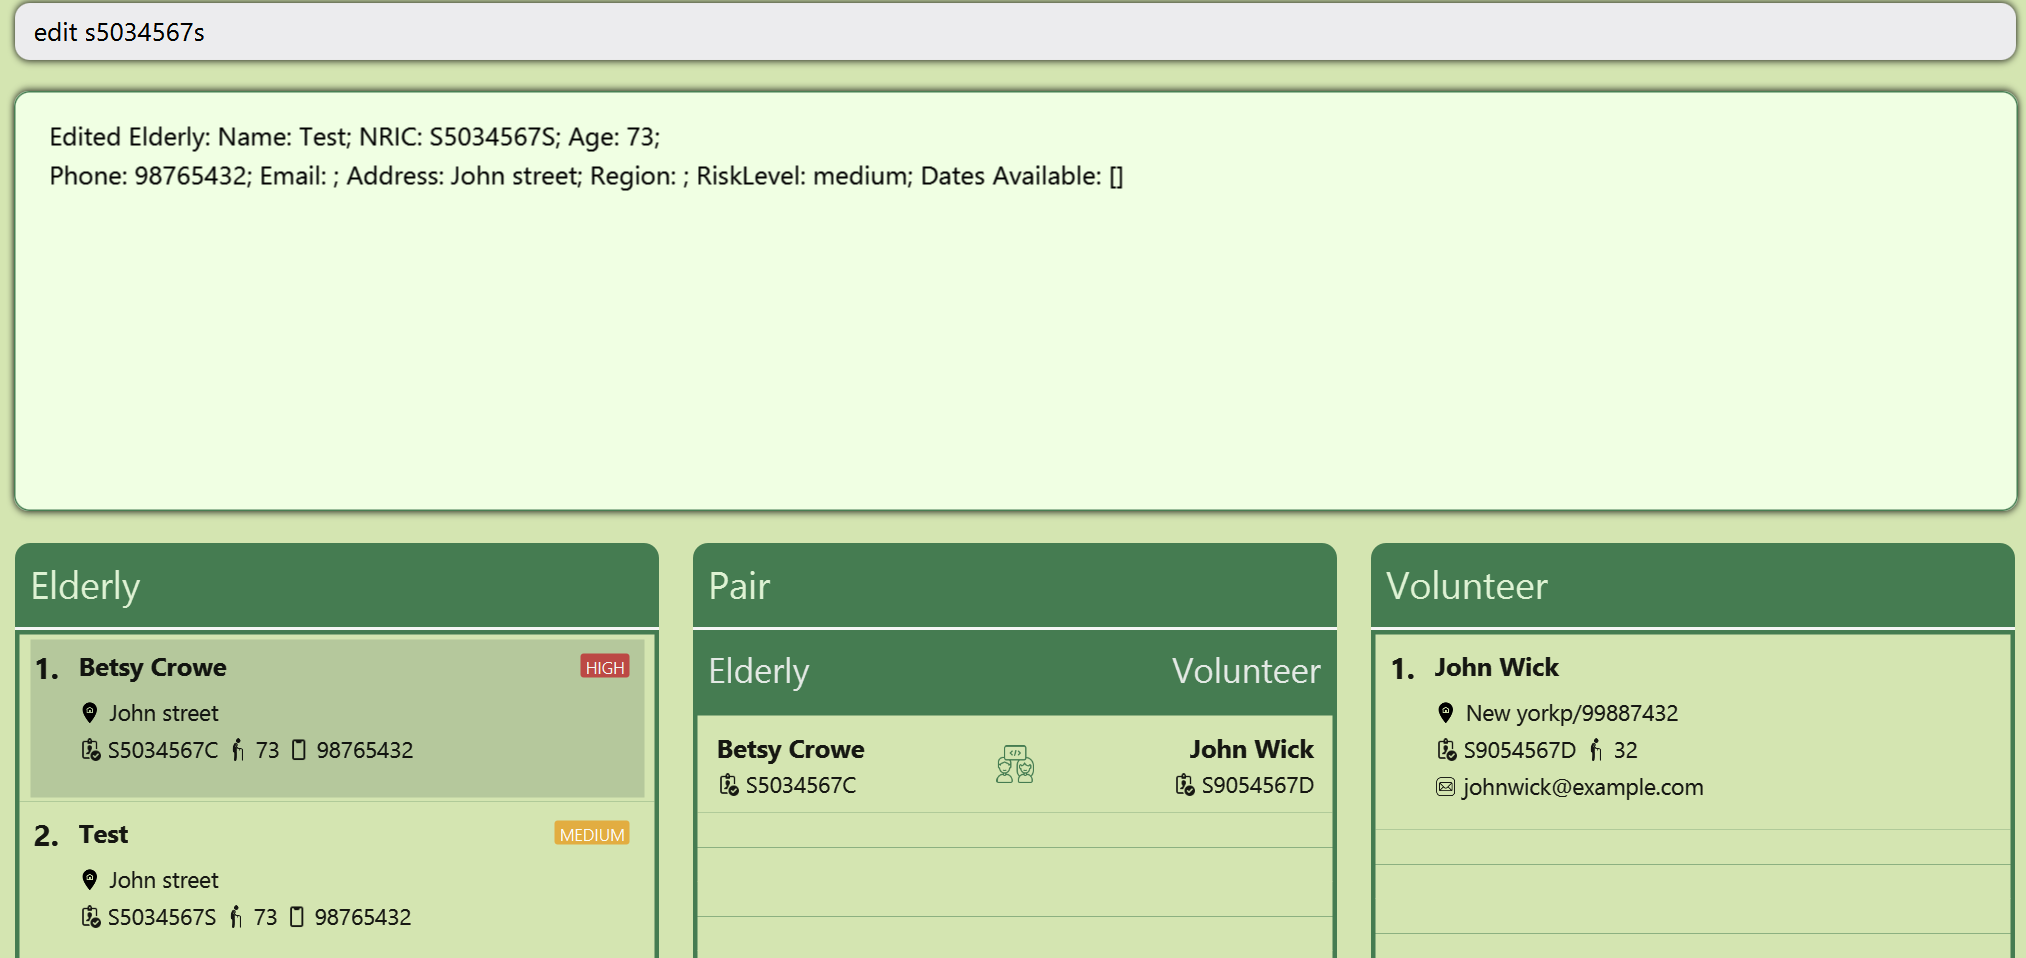 edit s5034567s
Edited Elderly: Name: Test; NRIC: S5034567S; Age: 73;
Phone: 98765432; Email: ; Address: John street; Region: ; RiskLevel: medium; Dates Available: []
Elderly
1. Betsy Crowe HIGH
John street
S5034567C 73 98765432
2. Test MEDIUM
John street
S5034567S 73 98765432
Pair
Elderly Volunteer
Betsy Crowe John Wick
S5034567C S9054567D
Volunteer
1. John Wick
New yorkp/99887432
S9054567D 32
johnwick@example.com